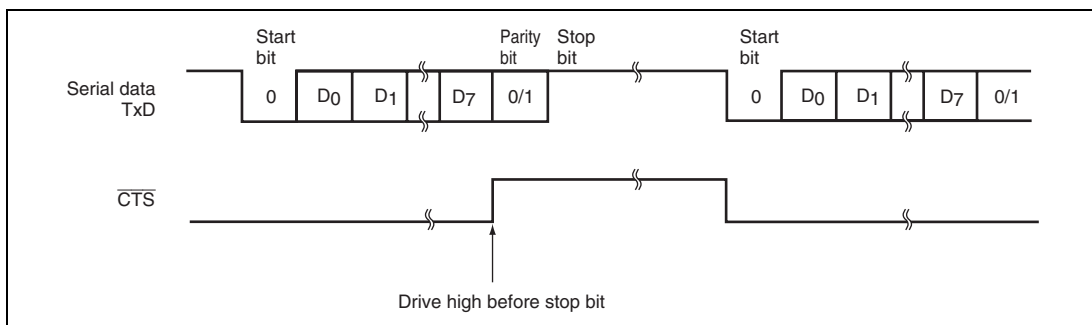 Start bit
Parity bit
Stop bit
Start bit
Serial data TxD
0
D0
D1
D7
0/1
0
D0
D1
D7
0/1
CTS
Drive high before stop bit